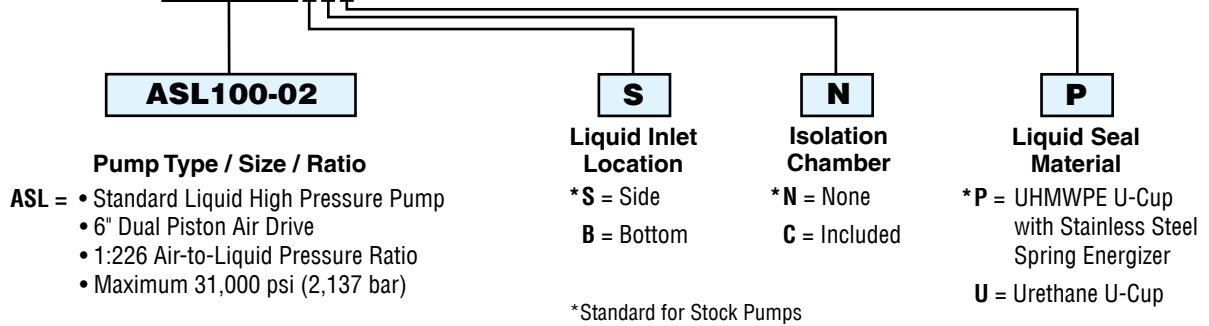 ASL100-02
S
N
P
Pump Type / Size / Ratio
ASL = • Standard Liquid High Pressure Pump
• 6" Dual Piston Air Drive
• 1:226 Air-to-Liquid Pressure Ratio
• Maximum 31,000 psi (2,137 bar)
Liquid Inlet
Location
*S = Side
B = Bottom
Isolation
Chamber
*N = None
C = Included
Liquid Seal
Material
*P = UHMWPE U-Cup
with Stainless Steel
Spring Energizer
U = Urethane U-Cup
*Standard for Stock Pumps